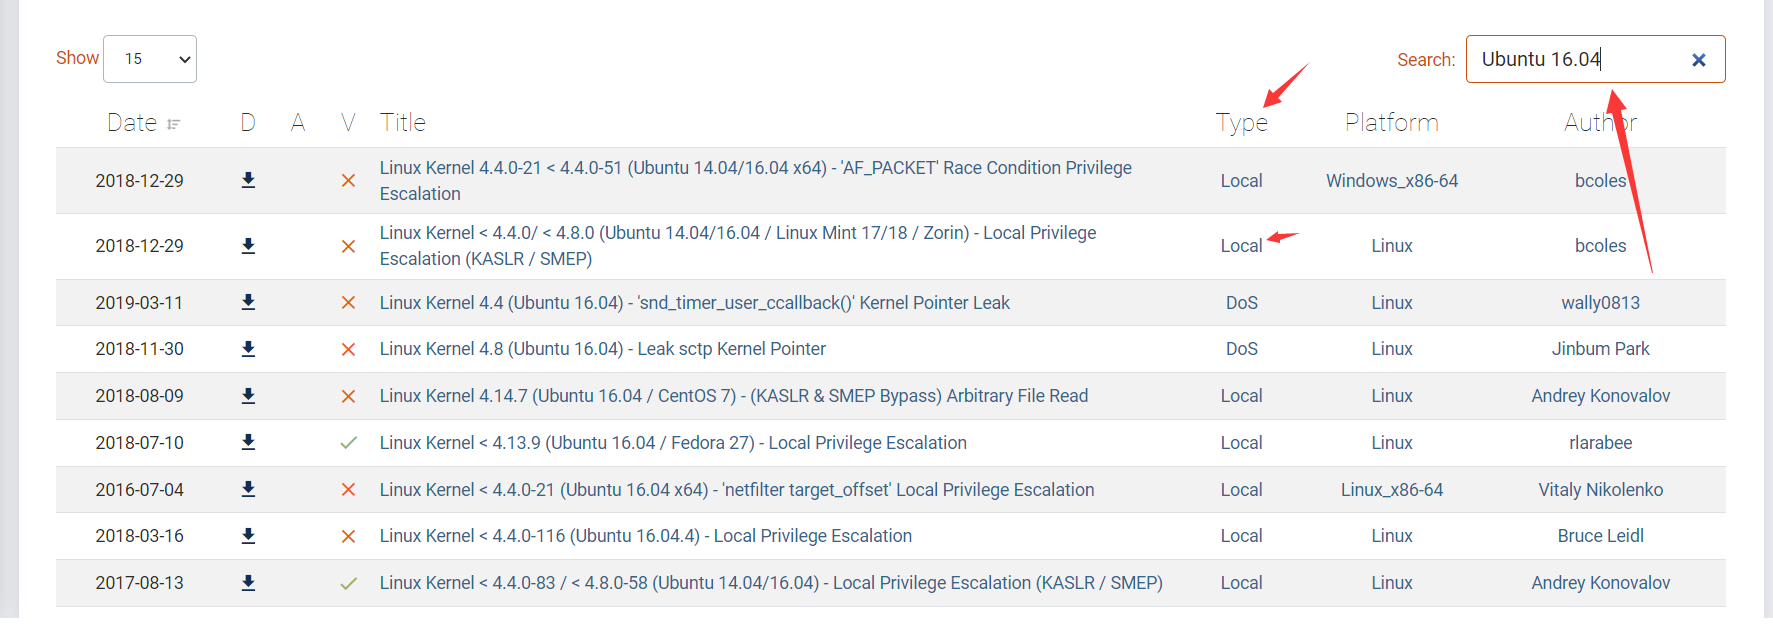 Show 15 Search: Ubuntu 16.04
Date D A V Title Type Platform Author
2018-12-29 Linux Kernel 4.4.0-21 < 4.4.0-51 (Ubuntu 14.04/16.04 x64) - 'AF_PACKET' Race Condition Privilege Local Windows_x86-64 bcoles
Escalation
2018-12-29 Linux Kernel < 4.4.0/ < 4.8.0 (Ubuntu 14.04/16.04 / Linux Mint 17/18 / Zorin) - Local Privilege Local Linux bcoles
Escalation (KASLR / SMEP)
2019-03-11 Linux Kernel 4.4 (Ubuntu 16.04) - 'snd_timer_user_ccallback()' Kernel Pointer Leak DoS Linux wally0813
2018-11-30 Linux Kernel 4.8 (Ubuntu 16.04) - Leak sctp Kernel Pointer DoS Linux Jinbum Park
2018-08-09 Linux Kernel 4.14.7 (Ubuntu 16.04 / CentOS 7) - (KASLR & SMEP Bypass) Arbitrary File Read Local Linux Andrey Konovalov
2018-07-10 Linux Kernel < 4.13.9 (Ubuntu 16.04 / Fedora 27) - Local Privilege Escalation Local Linux rlarabee
2016-07-04 Linux Kernel < 4.4.0-21 (Ubuntu 16.04 x64) - 'netfilter target_offset' Local Privilege Escalation Local Linux_x86-64 Vitaly Nikolenko
2018-03-16 Linux Kernel < 4.4.0-116 (Ubuntu 16.04.4) - Local Privilege Escalation Local Linux Bruce Leidl
2017-08-13 Linux Kernel < 4.4.0-83 / < 4.8.0-58 (Ubuntu 14.04/16.04) - Local Privilege Escalation (KASLR / SMEP) Local Linux Andrey Konovalov